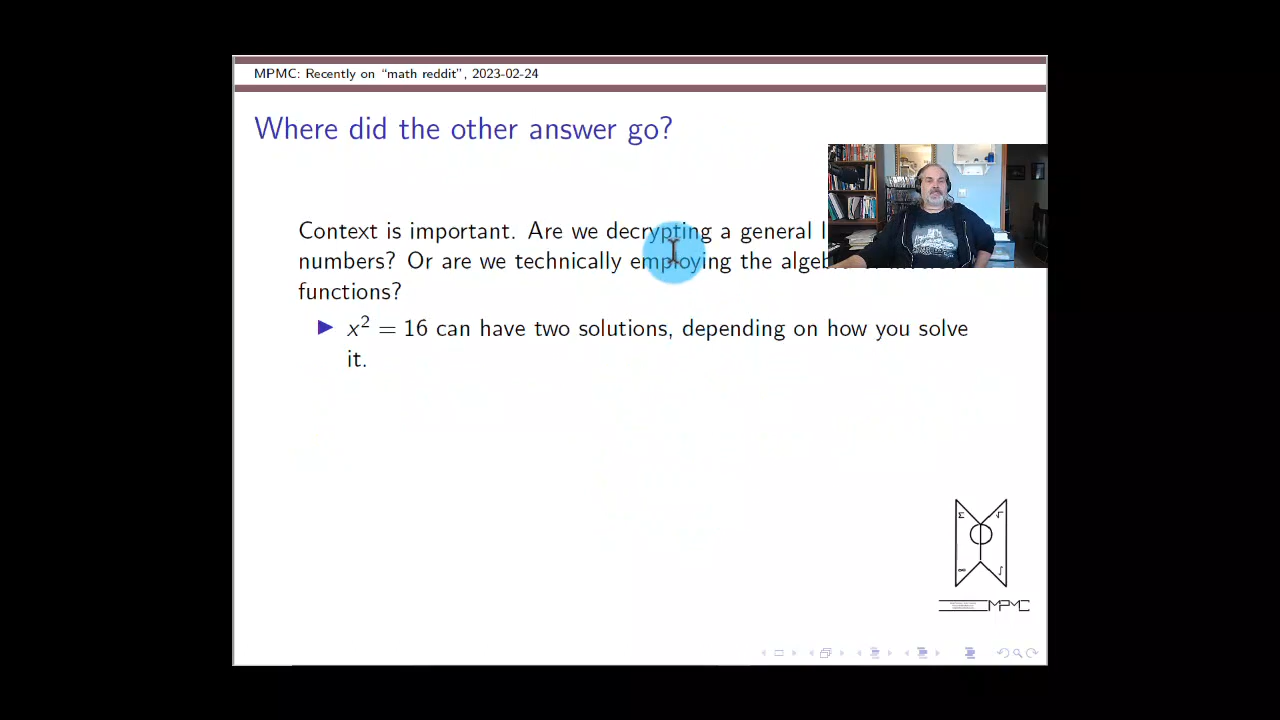 MPMC: Recently on “math reddit”, 2023-02-24
Where did the other answer go?
Context is important. Are we decrypting a general
numbers? Or are we technically employing the
functions?
x² = 16 can have two solutions, depending on how you solve
it.
Σ √
∞ ∫
MPMC